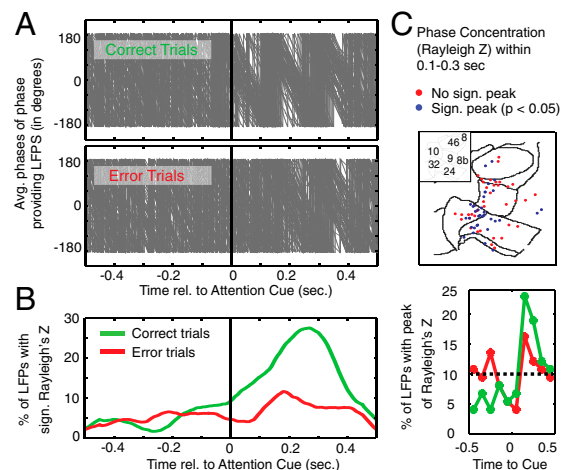 A
Avg. phases of phase
providing LFPS (in degrees)
180
0
-180
Correct Trials
180
0
-180
Error Trials
-0.4 -0.2 0 0.2 0.4
Time rel. to Attention Cue (sec.)
B
% of LFPs with
sign. Rayleigh's Z
30
20
10
0
Correct trials
Error trials
-0.4 -0.2 0 0.2 0.4
Time rel. to Attention Cue (sec.)
C
Phase Concentration
(Rayleigh Z) within
0.1-0.3 sec
No sign. peak
Sign. peak (p < 0.05)
8
46
10 9 8b
32
24
% of LFPs with peak
of Rayleigh's Z
25
20
15
10
5
0
-0.5 0 0.5
Time to Cue